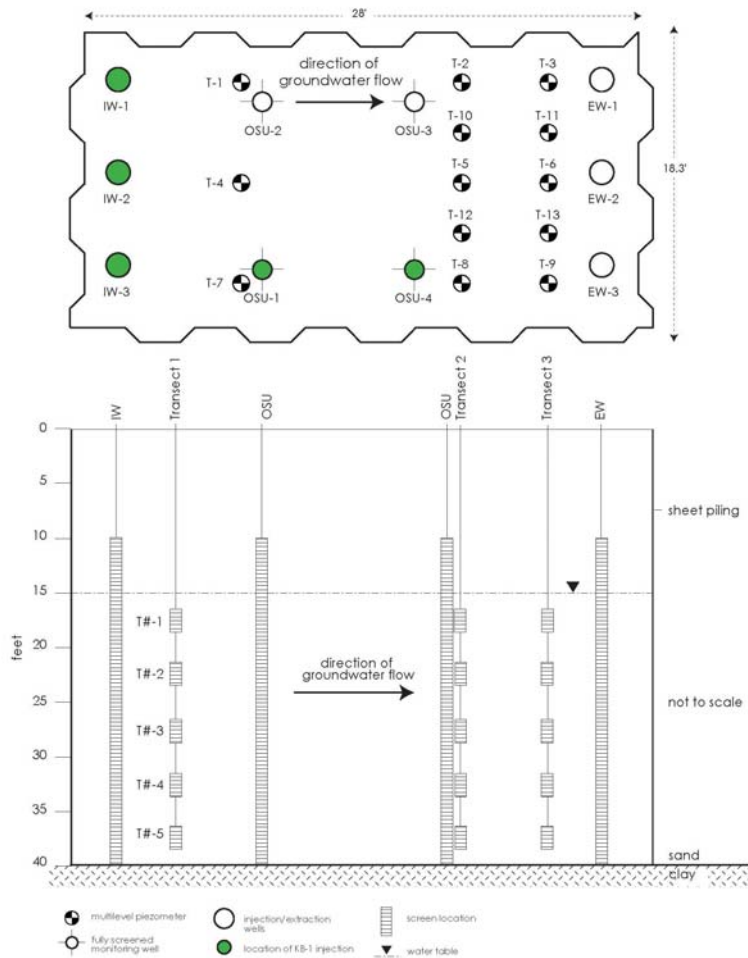 28'
direction of
groundwater flow
T-1
T-2
T-3
IW-1
OSU-2
OSU-3
EW-1
T-10
T-11
18.3'
T-4
T-5
T-6
IW-2
EW-2
T-12
T-13
IW-3
T-7
OSU-1
OSU-4
T-8
T-9
EW-3
IW
Transect 1
OSU
OSU
Transect 2
Transect 3
EW
0
5
10
15
20
25
30
35
40
feet
T#-1
T#-2
T#-3
T#-4
T#-5
direction of
groundwater flow
sheet piling
not to scale
sand
clay
multilevel piezometer
fully screened
monitoring well
injection/extraction
wells
location of KB-1 injection
screen location
water table